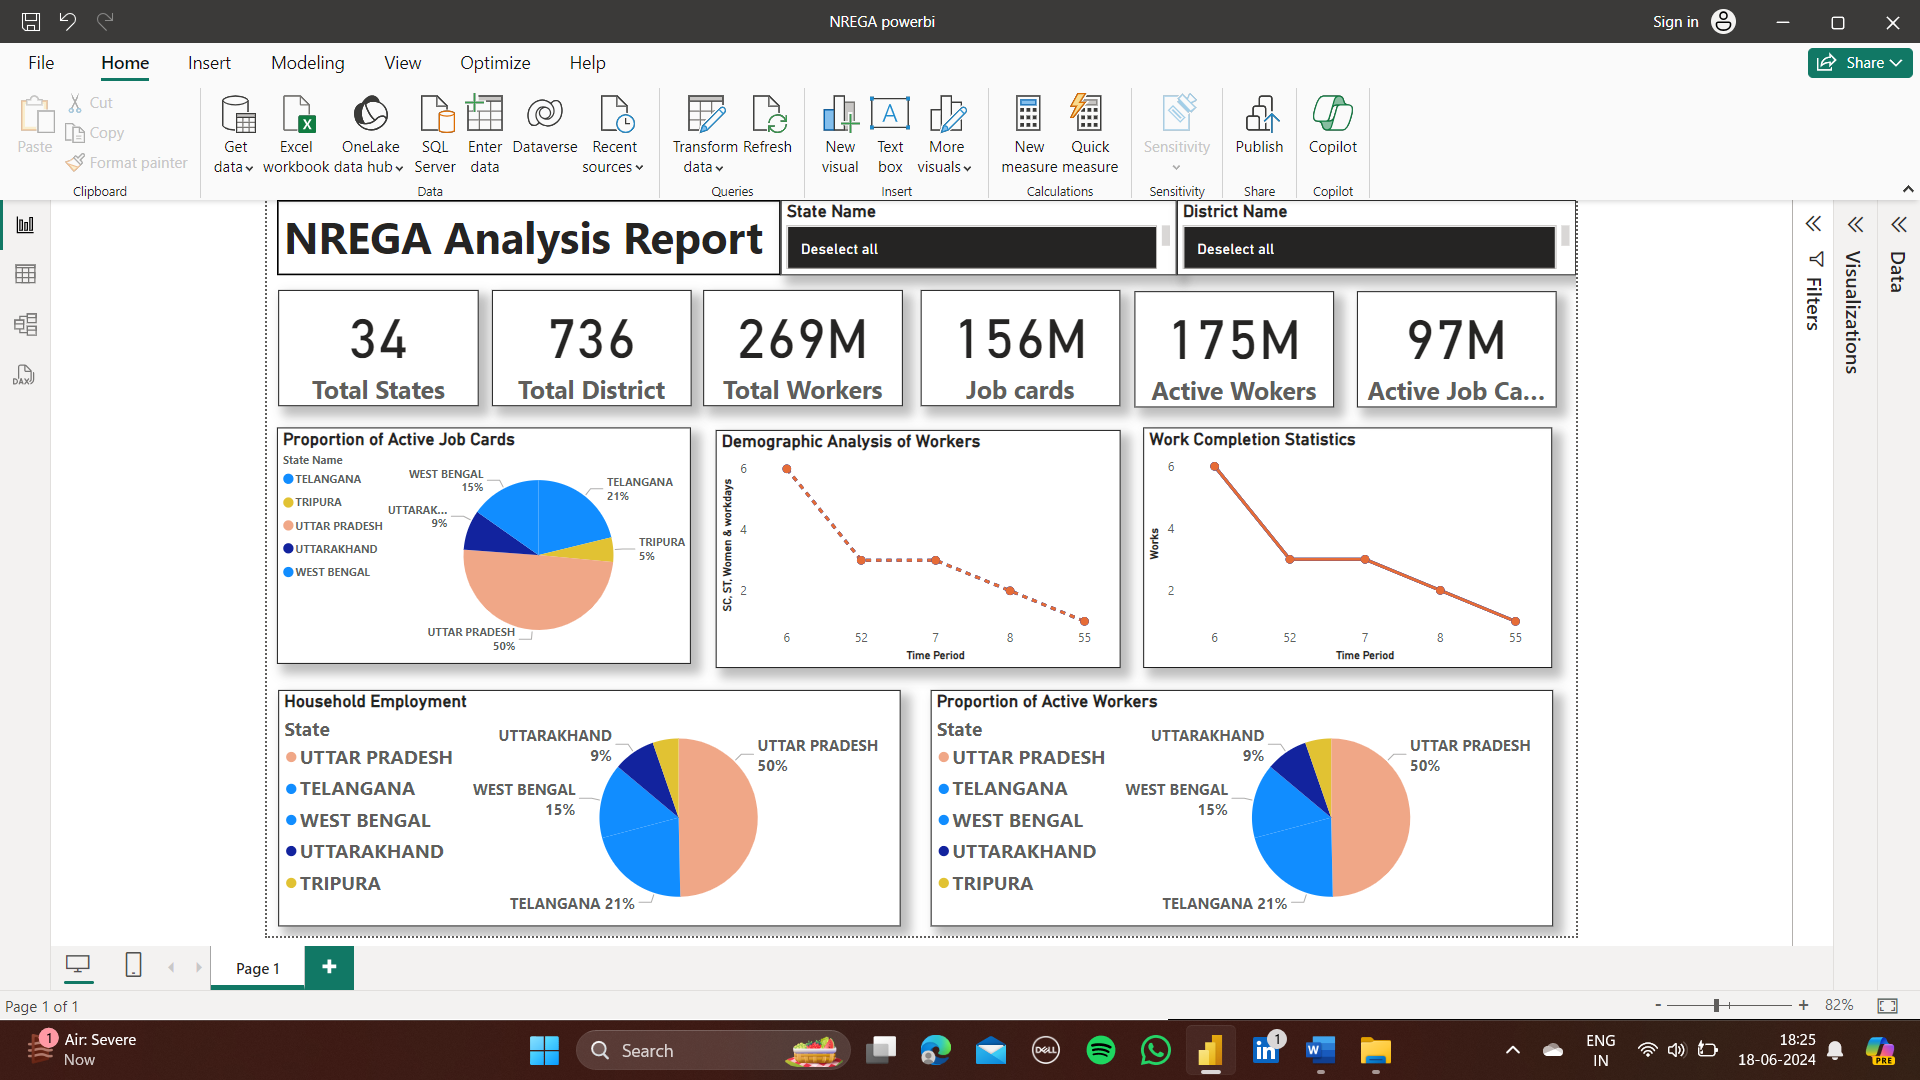 NREGA powerbi
Sign in
File
Home
Insert
Modeling
View
Optimize
Help
Share
Paste
Cut
Copy
Format painter
Clipboard
Get data
Excel workbook
OneLake data hub
SQL Server
Enter data
Dataverse
Recent sources
Data
Transform data
Refresh
Queries
New visual
Text box
More visuals
Insert
New measure
Quick measure
Calculations
Sensitivity
Sensitivity
Publish
Share
Copilot
Copilot
DAX
NREGA Analysis Report
State Name
Deselect all
District Name
Deselect all
34
Total States
736
Total District
269M
Total Workers
156M
Job cards
175M
Active Wokers
97M
Active Job Ca...
Proportion of Active Job Cards
State Name
TELANGANA
TRIPURA
UTTAR PRADESH
UTTARAKHAND
WEST BENGAL
WEST BENGAL
15%
UTTARAK...
9%
TELANGANA
21%
TRIPURA
5%
UTTAR PRADESH
50%
Demographic Analysis of Workers
SC, ST, Women & workdays
6
4
2
6 52 7 8 55
Time Period
Work Completion Statistics
Works
6
4
2
6 52 7 8 55
Time Period
Household Employment
State
UTTAR PRADESH
TELANGANA
WEST BENGAL
UTTARAKHAND
TRIPURA
UTTARAKHAND
9%
WEST BENGAL
15%
TELANGANA 21%
UTTAR PRADESH
50%
Proportion of Active Workers
State
UTTAR PRADESH
TELANGANA
WEST BENGAL
UTTARAKHAND
TRIPURA
UTTARAKHAND
9%
WEST BENGAL
15%
TELANGANA 21%
UTTAR PRADESH
50%
Filters
Visualizations
Data
Page 1
+
Page 1 of 1
- + 82%
1
Air: Severe
Now
Search
DELL
in
1
W
ENG
IN
18:25
18-06-2024
PRE